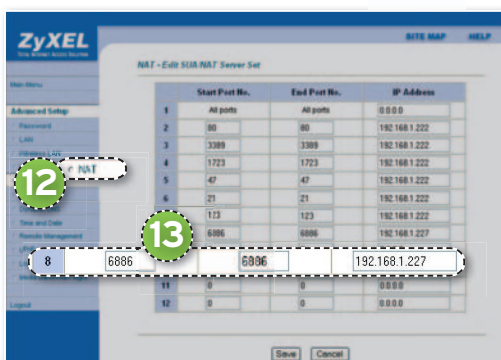 ZyXEL
TOTAL INTERNET ACCESS SOLUTION
SITE MAP HELP
Main Menu
NAT - Edit SUA/NAT Server Set
Advanced Setup
Password
LAN
Wireless LAN
NAT
12
Time and Date
Remote Management
Logout
Start Port No. End Port No. IP Address
1 All ports All ports 0.0.0.0
2 80 80 192.168.1.222
3 3389 3389 192.168.1.222
4 1723 1723 192.168.1.222
5 47 47 192.168.1.222
6 21 21 192.168.1.222
123 123 192.168.1.222
6886 6886 192.168.1.227
13
8 6886 6886 192.168.1.227
11 0 0 0.0.0.0
12 0 0 0.0.0.0
Save Cancel